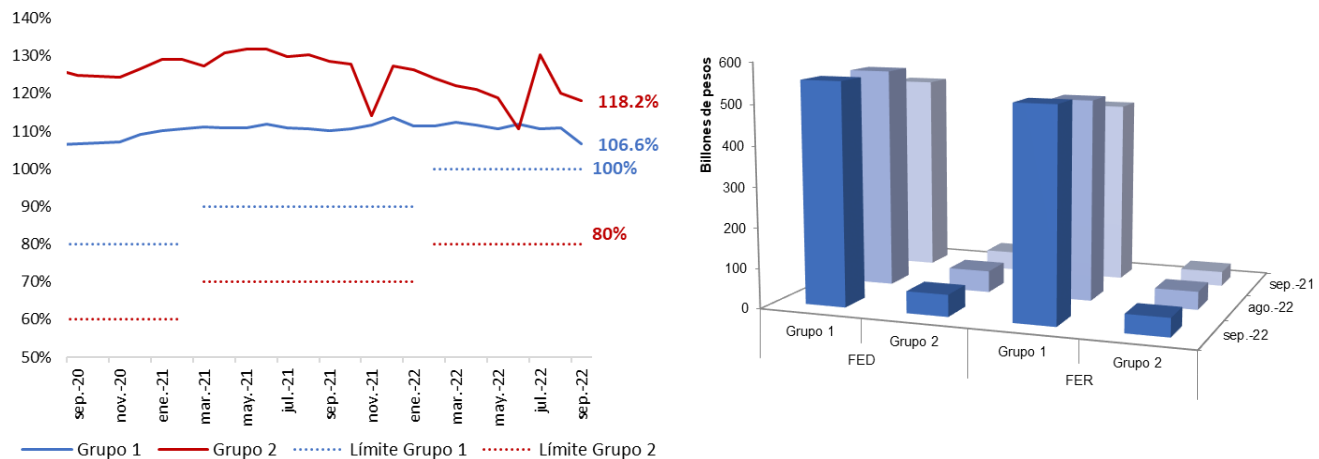 140%
130%
120%
110%
100%
90%
80%
70%
60%
50%
118.2%
106.6%
100%
80%
sep.-20
nov.-20
ene.-21
mar.-21
may.-21
jul.-21
sep.-21
nov.-21
ene.-22
mar.-22
may.-22
jul.-22
sep.-22
Grupo 1 Grupo 2 Límite Grupo 1 Límite Grupo 2
Billones de pesos
600
500
400
300
200
100
0
Grupo 1 Grupo 2 Grupo 1 Grupo 2
FED FER
sep.-21
ago.-22
sep.-22